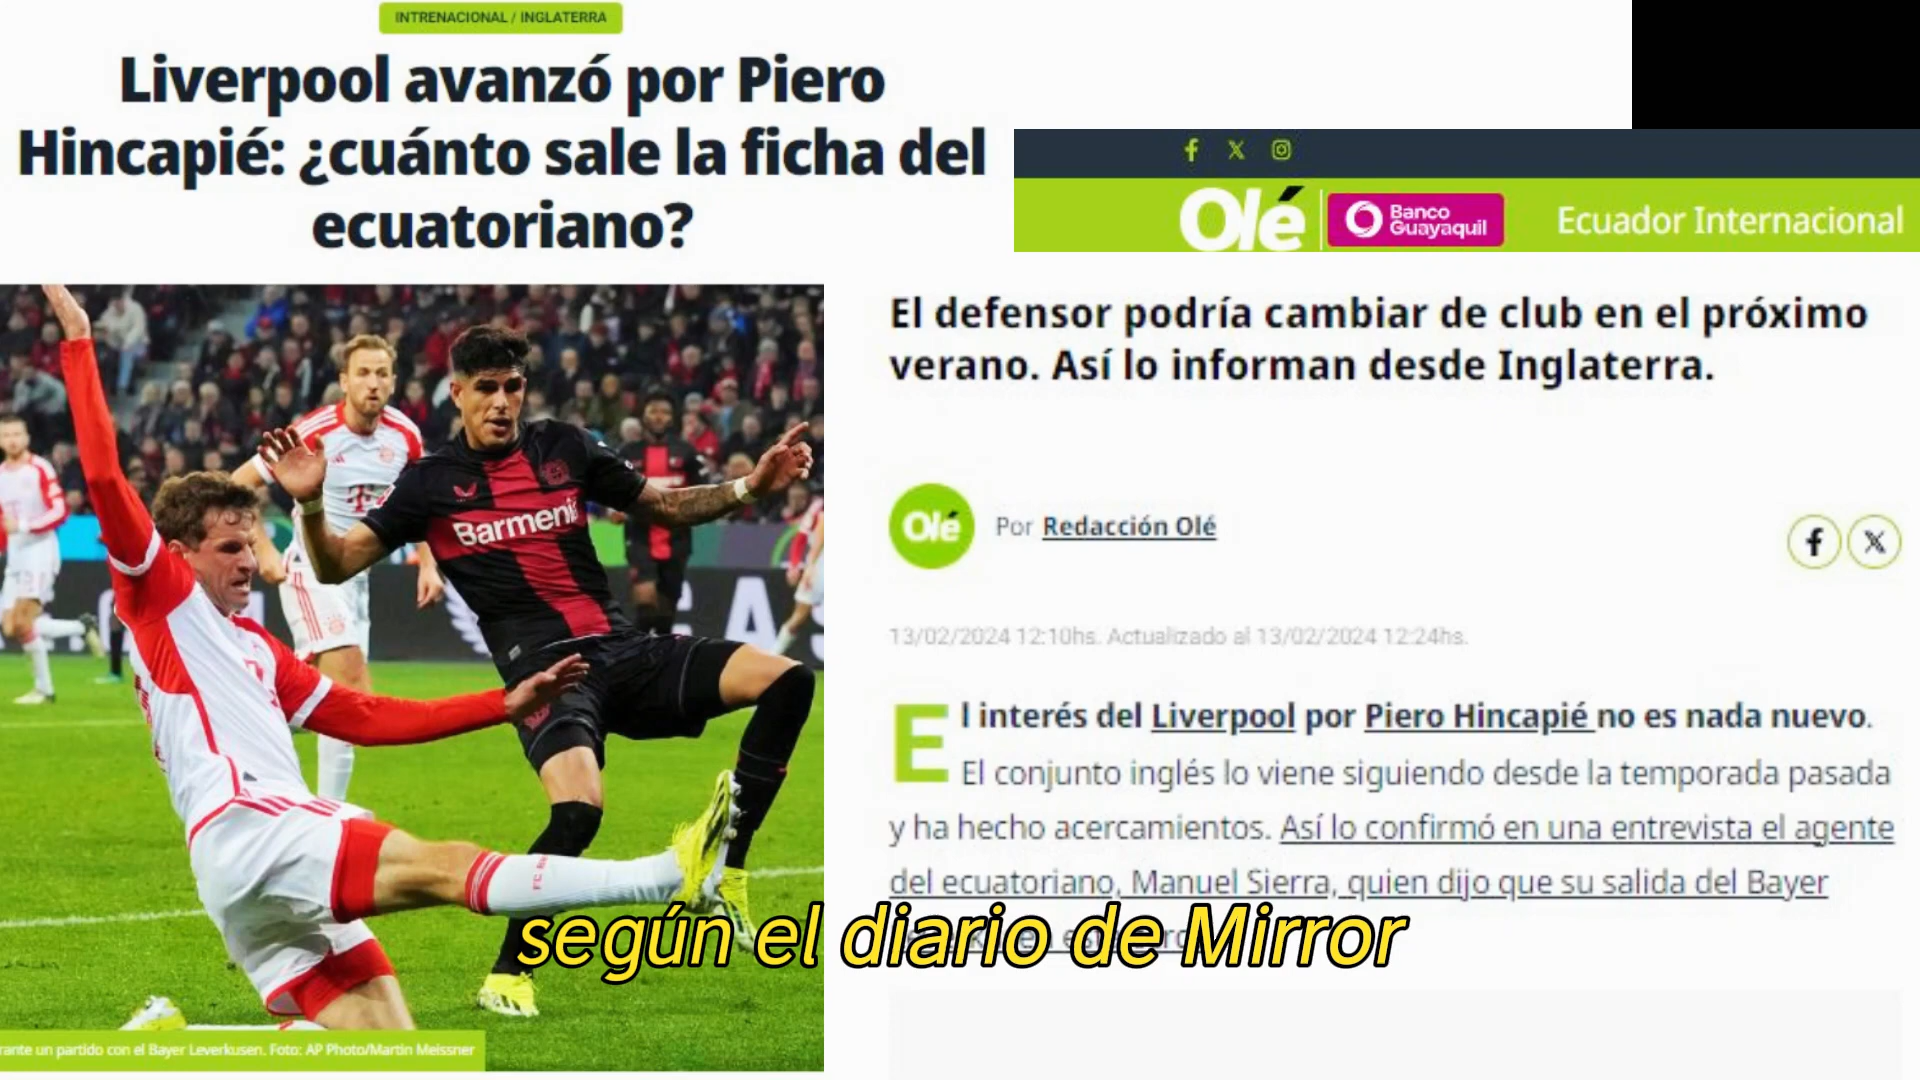 INTRENACIONAL / INGLATERRA
Liverpool avanzó por Piero
Hincapié: ¿cuánto sale la ficha del
ecuatoriano?
Olé
Banco
Guayaquil
Ecuador Internacional
El defensor podría cambiar de club en el próximo
verano. Así lo informan desde Inglaterra.
Olé
Por Redacción Olé
13/02/2024 12:10hs. Actualizado al 13/02/2024 12:24hs.
El interés del Liverpool por Piero Hincapié no es nada nuevo.
El conjunto inglés lo viene siguiendo desde la temporada pasada
y ha hecho acercamientos. Así lo confirmó en una entrevista el agente
del ecuatoriano, Manuel Sierra, quien dijo que su salida del Bayer
Barmenia
según el diario de Mirror
un partido con el Bayer Leverkusen. Foto: AP Photo/Martin Meissner